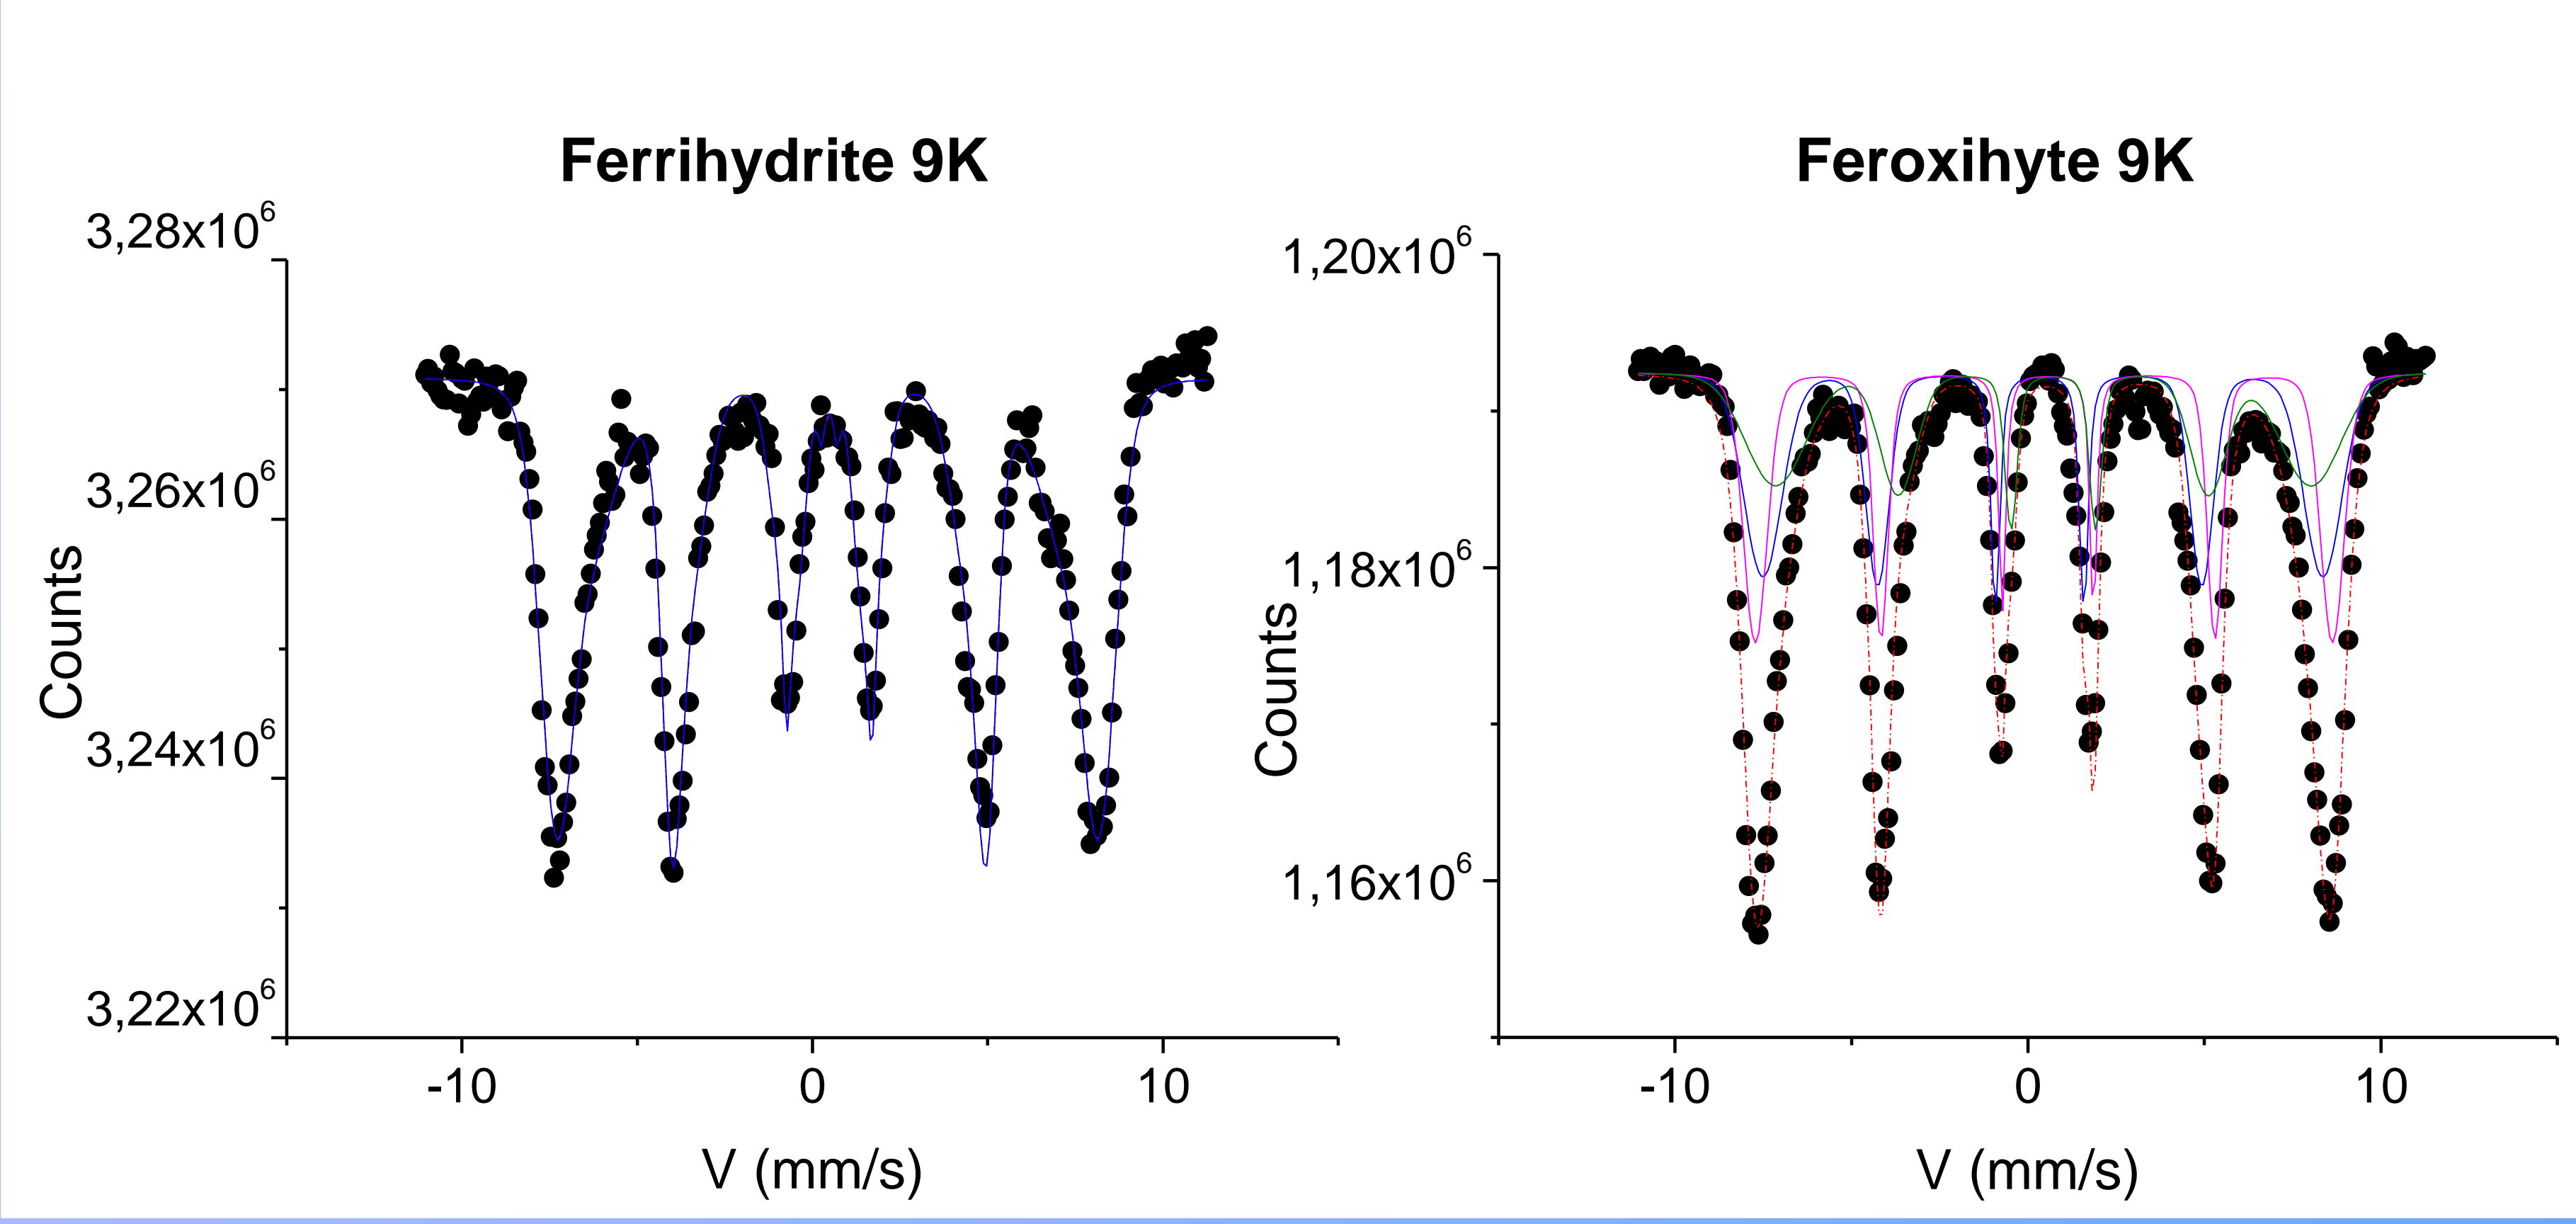 Ferrihydrite 9K
3,28x10⁶
3,26x10⁶
3,24x10⁶
3,22x10⁶
Counts
-10 0 10
V (mm/s)
Feroxihyte 9K
1,20x10⁶
1,18x10⁶
1,16x10⁶
Counts
-10 0 10
V (mm/s)